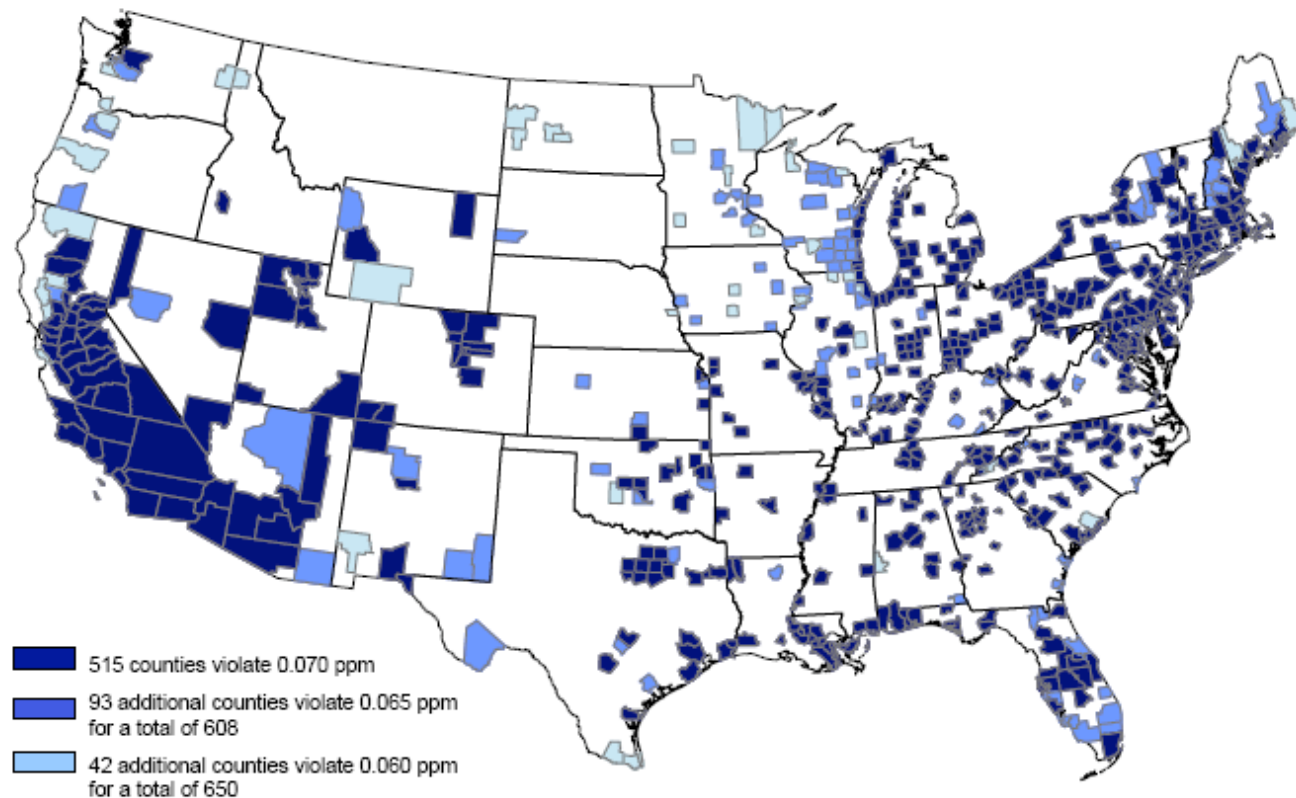 515 counties violate 0.070 ppm
93 additional counties violate 0.065 ppm
for a total of 608
42 additional counties violate 0.060 ppm
for a total of 650